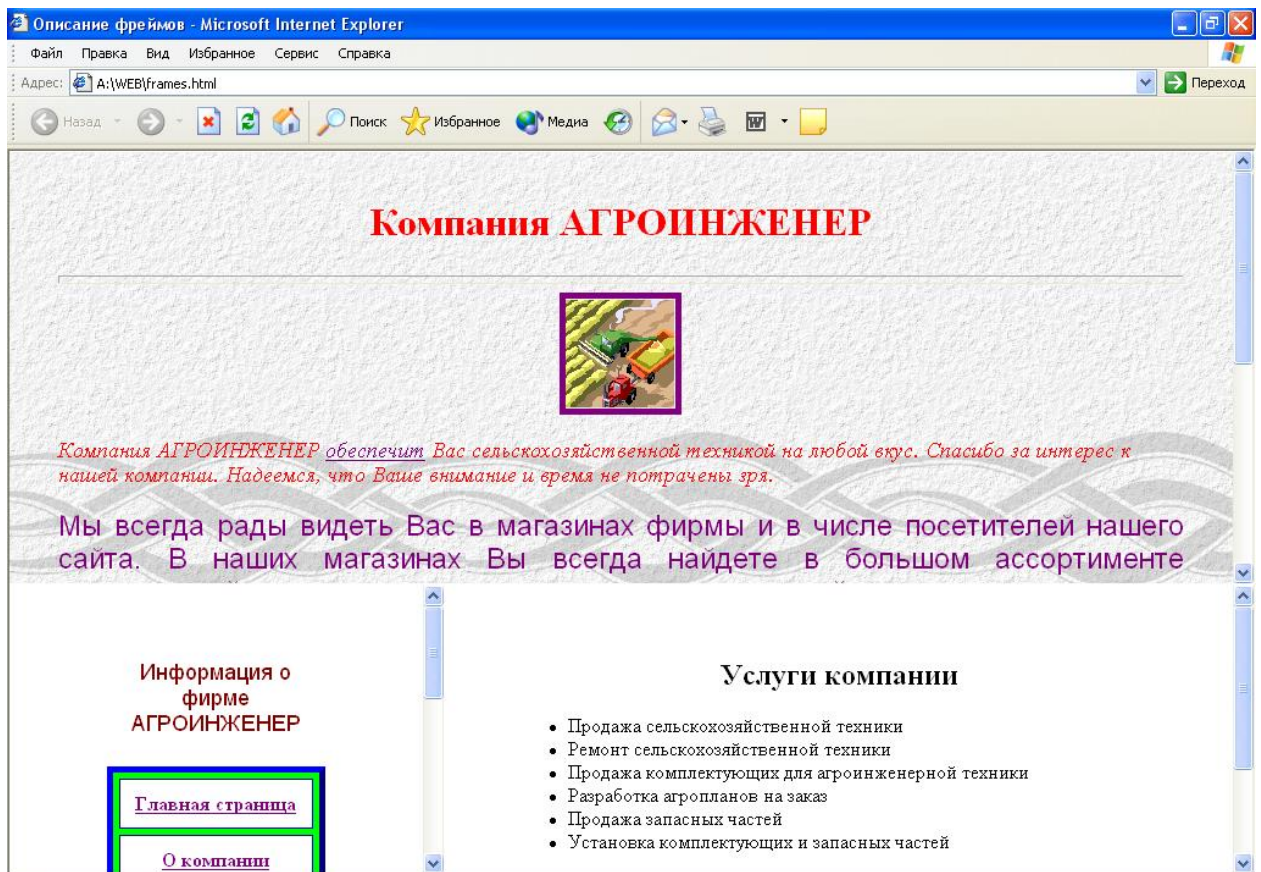 Описание фреймов - Microsoft Internet Explorer
Файл Правка Вид Избранное Сервис Справка
Адрес: A:\WEB\frames.html Переход
Назад Поиск Избранное Медиа
Компания АГРОИНЖЕНЕР
Компания АГРОИНЖЕНЕР обеспечит Вас сельскохозяйственной техникой на любой вкус. Спасибо за интерес к
нашей компании. Надеемся, что Ваше внимание и время не потрачены зря.
Мы всегда рады видеть Вас в магазинах фирмы и в числе посетителей нашего
сайта. В наших магазинах Вы всегда найдете в большом ассортименте
Информация о
фирме
АГРОИНЖЕНЕР
Главная страница
О компании
Услуги компании
• Продажа сельскохозяйственной техники
• Ремонт сельскохозяйственной техники
• Продажа комплектующих для агроинженерной техники
• Разработка агропланов на заказ
• Продажа запасных частей
• Установка комплектующих и запасных частей